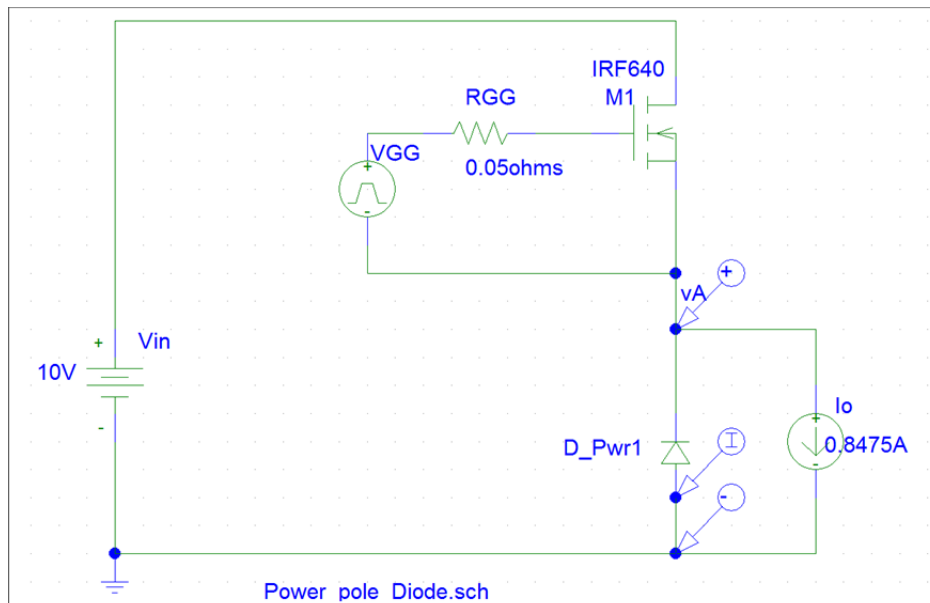 IRF640
RGG
M1
VGG
+
0.05ohms
-
+
vA
+
Vin
10V
-
Io
+
0.8475A
-
D_Pwr1
I
-
Power_pole_Diode.sch